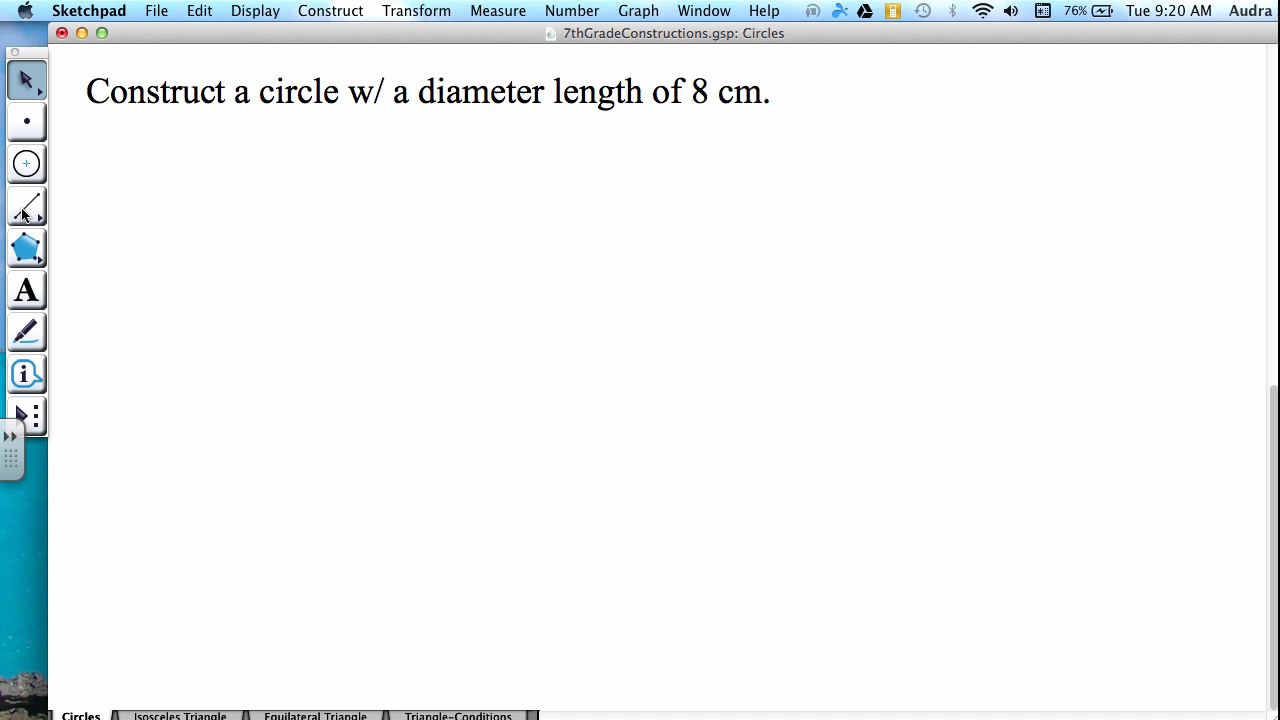 Sketchpad File Edit Display Construct Transform Measure Number Graph Window Help 76% Tue 9:20 AM Audra
7thGradeConstructions.gsp: Circles
Construct a circle w/ a diameter length of 8 cm.
A
i
Circles Isosceles Triangle Equilateral Triangle Triangle-Conditions